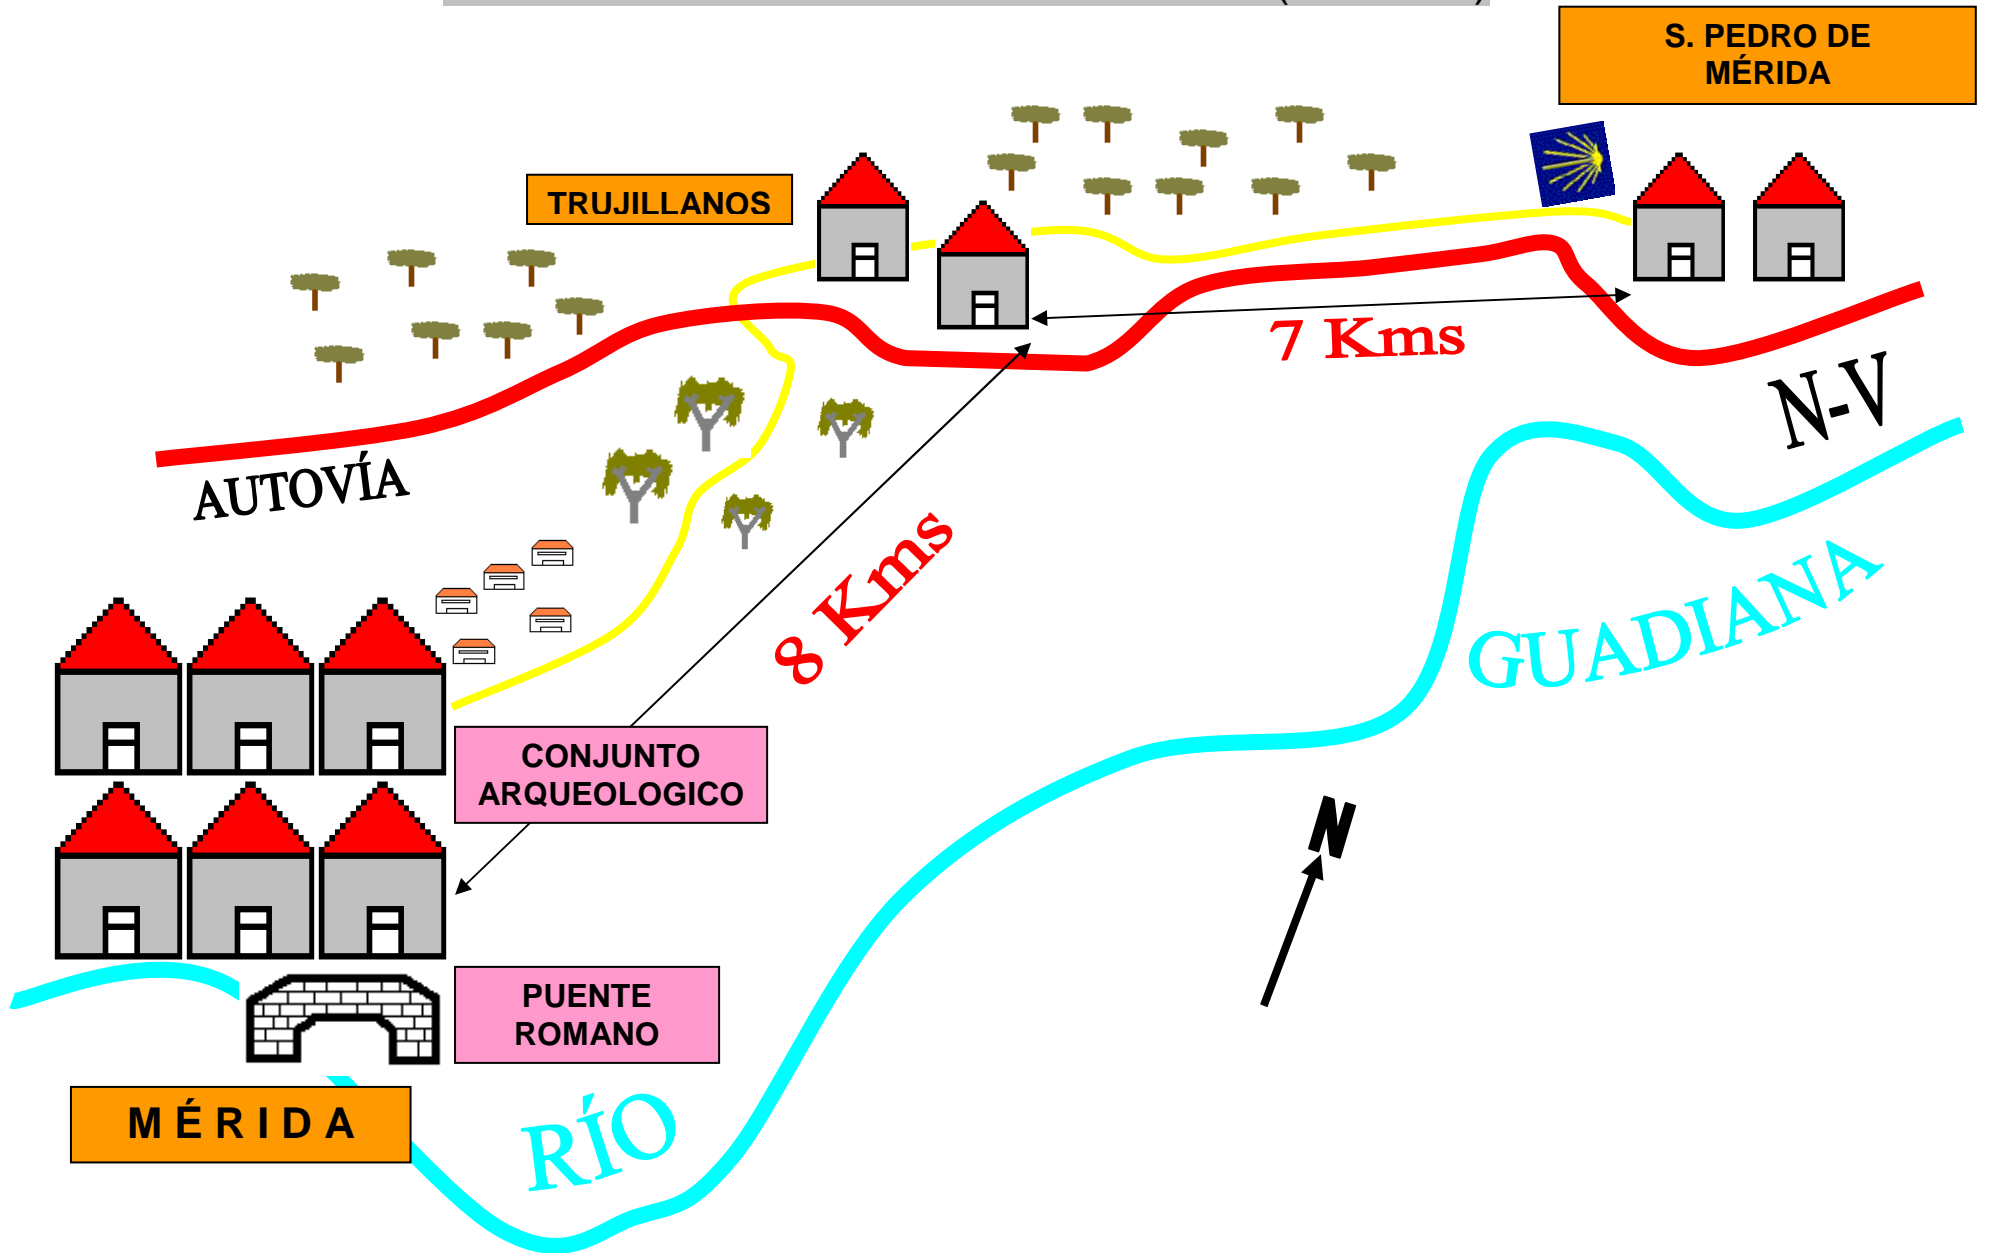 S. PEDRO DE
MÉRIDA
TRUJILLANOS
7 Kms
N-V
AUTOVÍA
8 Kms
GUADIANA
CONJUNTO
ARQUEOLOGICO
N
PUENTE
ROMANO
MÉRIDA
RÍO